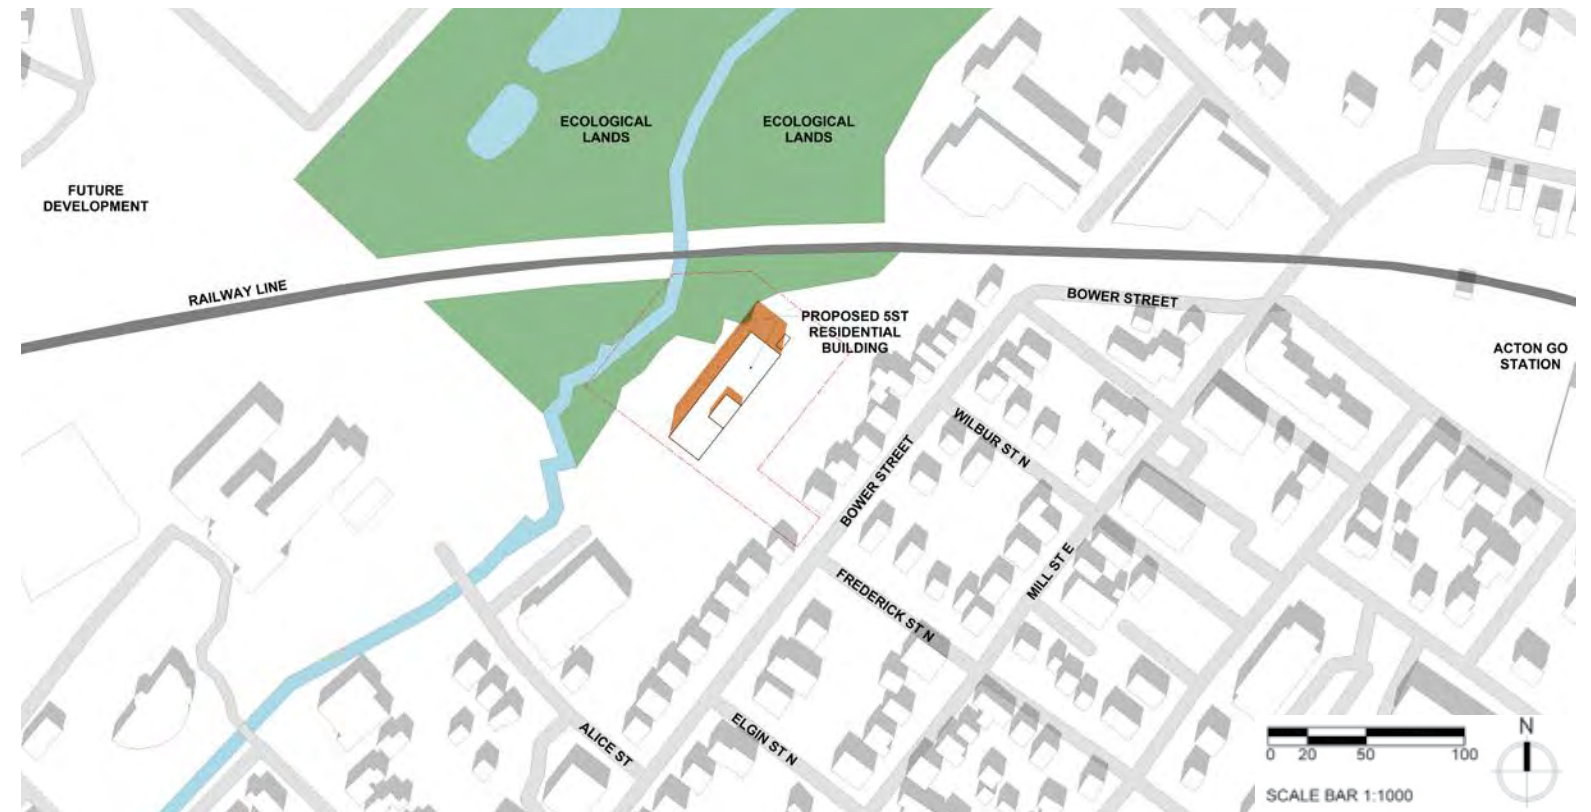 ECOLOGICAL
LANDS
ECOLOGICAL
LANDS
FUTURE
DEVELOPMENT
RAILWAY LINE
BOWER STREET
PROPOSED 5ST
RESIDENTIAL
BUILDING
ACTON GO
STATION
WILBUR ST N
BOWER STREET
MILL ST E
FREDERICK ST N
ALICE ST
ELGIN ST N
N
0 20 50 100
SCALE BAR 1:1000